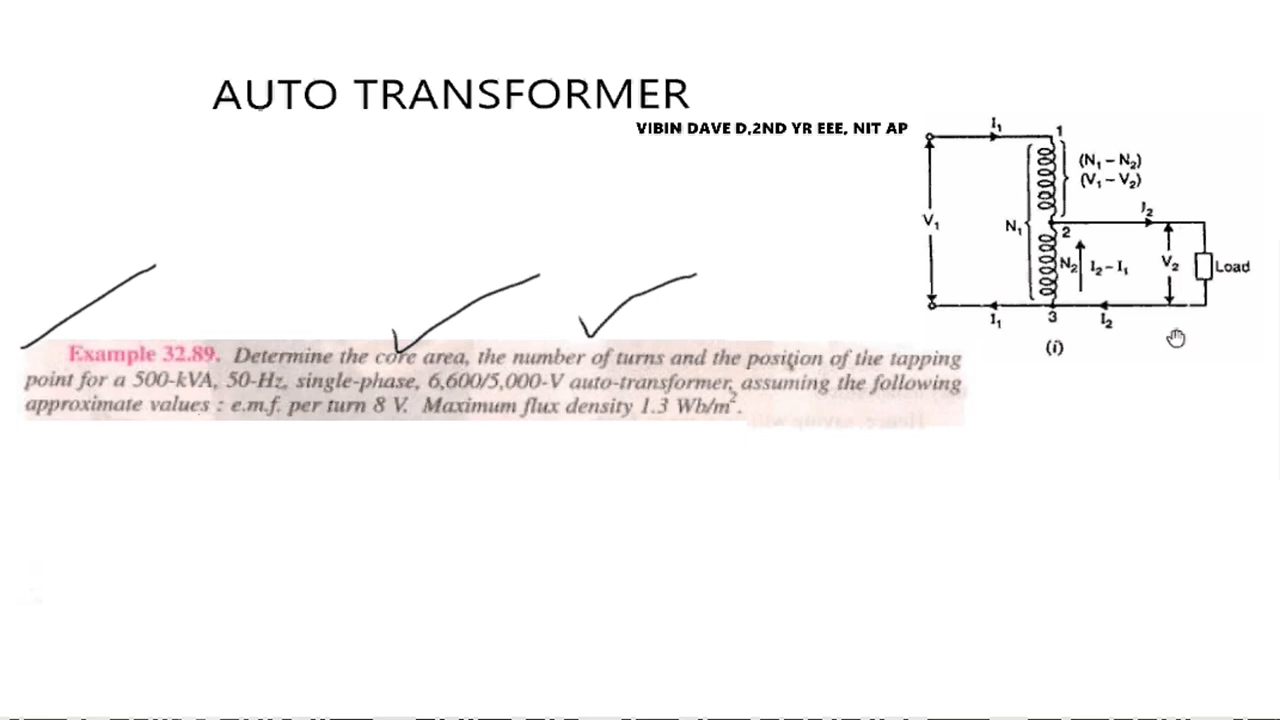 AUTO TRANSFORMER
VIBIN DAVE D,2ND YR EEE, NIT AP
I₁
1
(N₁ – N₂)
(V₁ – V₂)
I₂
V₁
N₁
2
N₂
I₂ – I₁
V₂
Load
I₁
3
I₂
(i)
Example 32.89. Determine the core area, the number of turns and the position of the tapping
point for a 500-kVA, 50-Hz, single-phase, 6,600/5,000-V auto-transformer, assuming the following
approximate values : e.m.f. per turn 8 V. Maximum flux density 1.3 Wb/m².